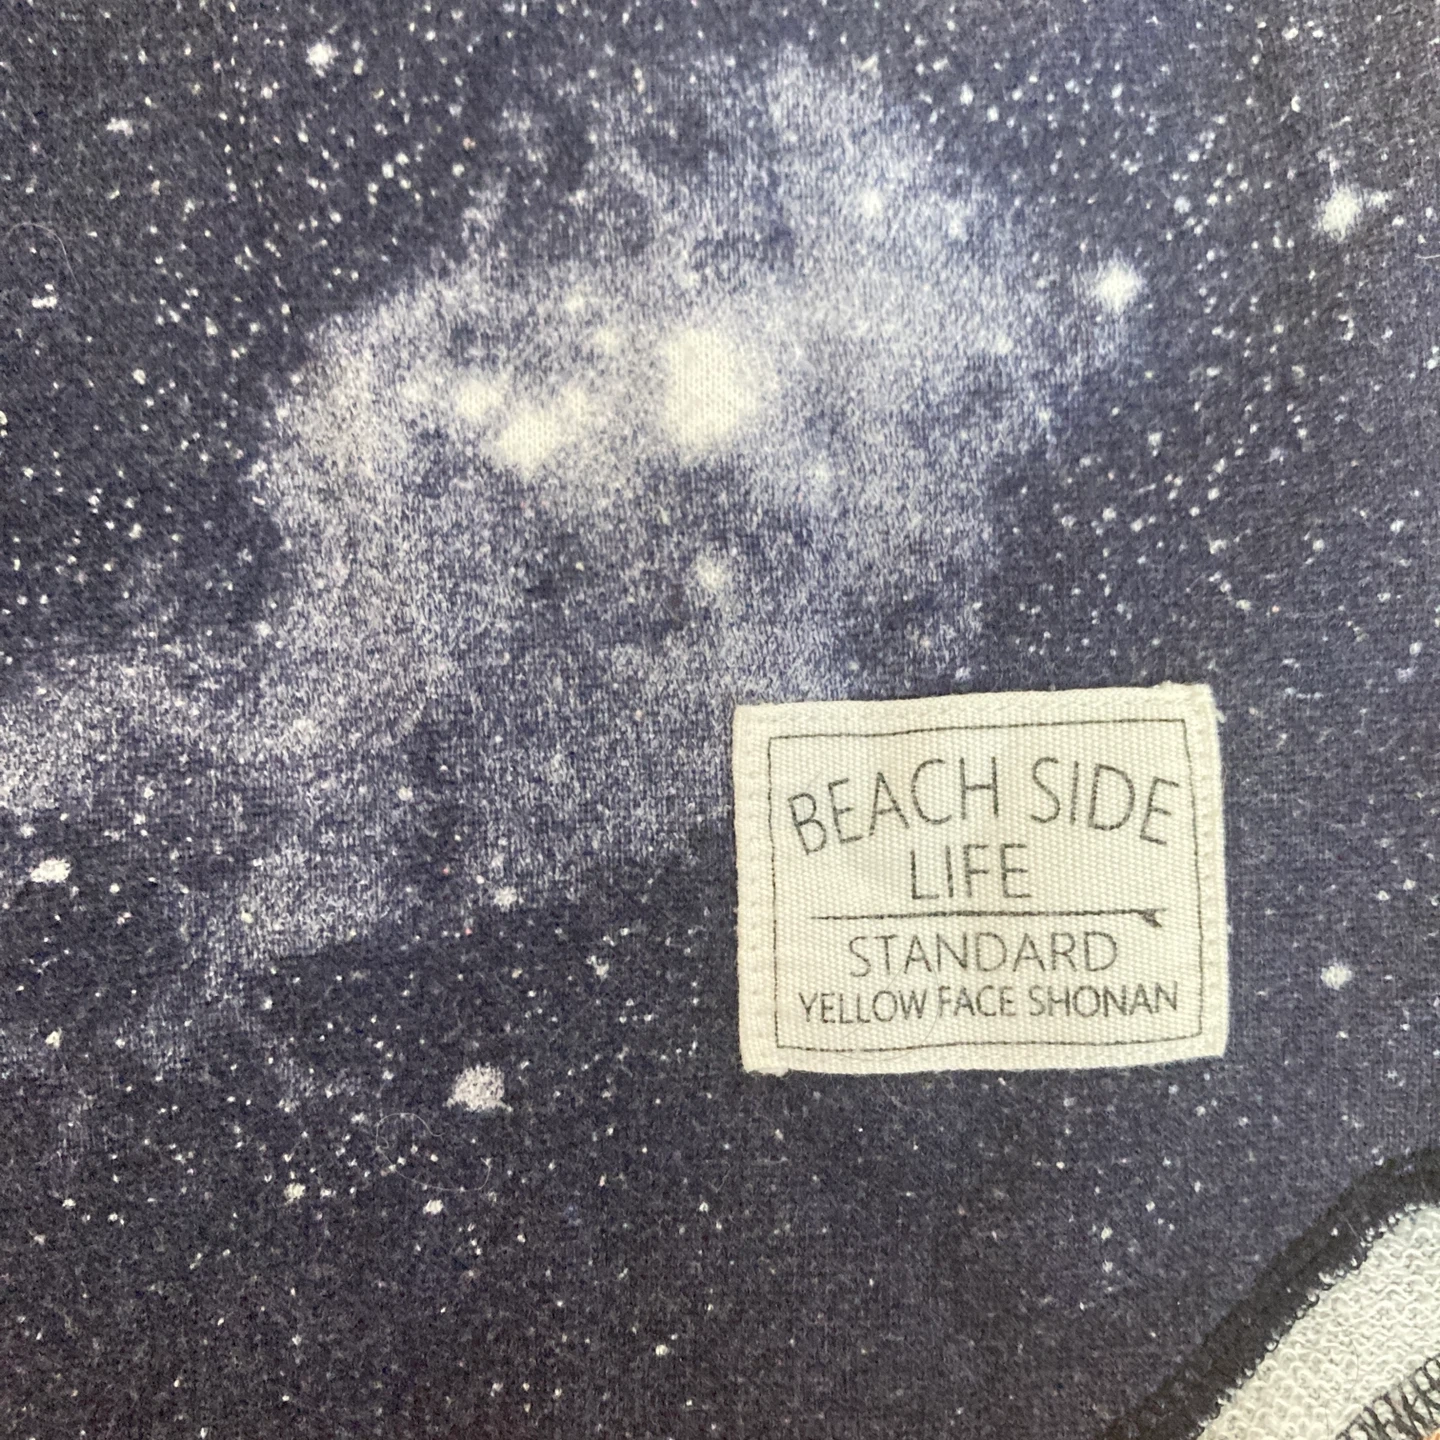 BEACH SIDE
LIFE
STANDARD
YELLOW FACE SHONAN